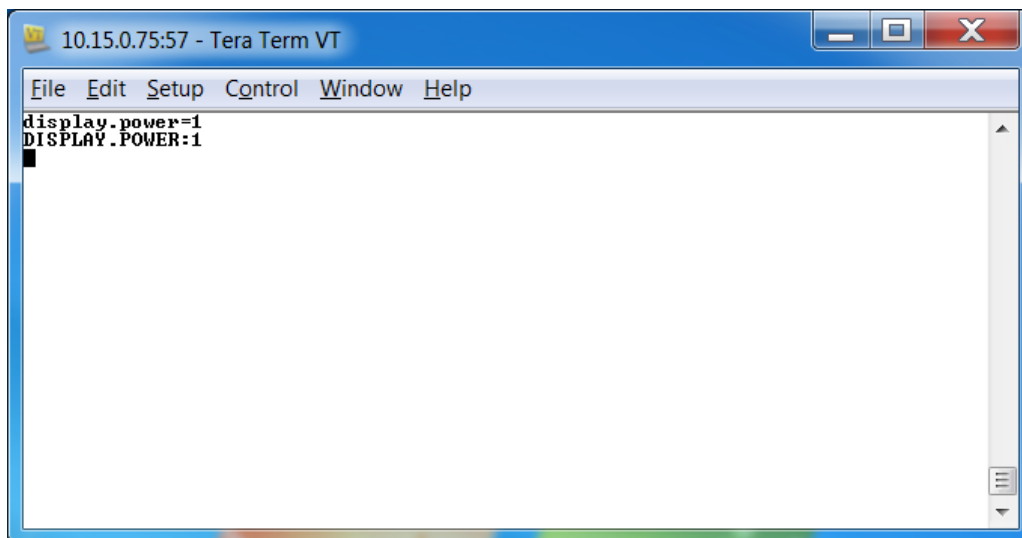 10.15.0.75:57 - Tera Term VT
File Edit Setup Control Window Help
display.power=1
DISPLAY.POWER:1